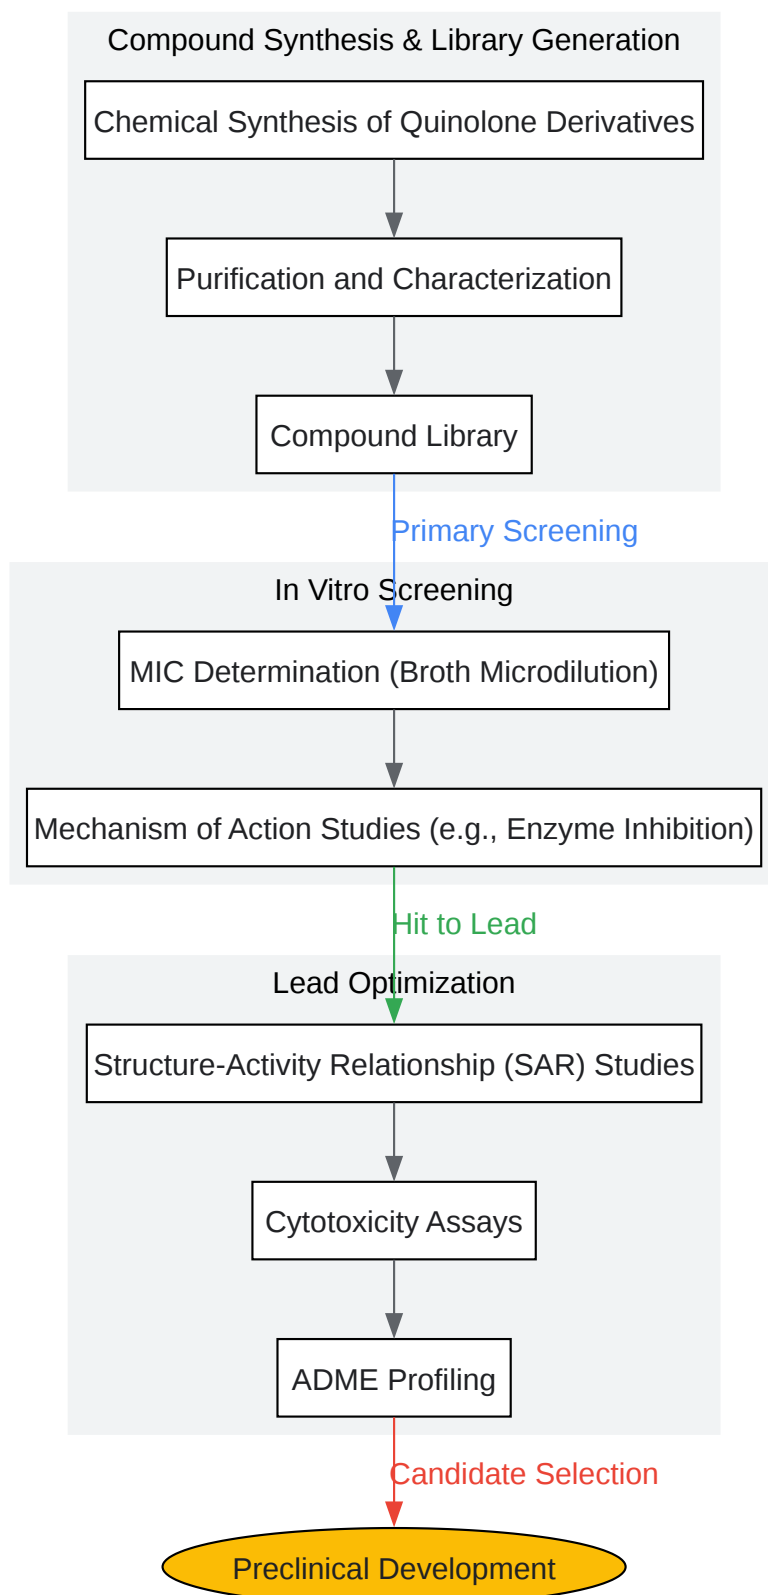 Compound Synthesis & Library Generation
Chemical Synthesis of Quinolone Derivatives
Purification and Characterization
Compound Library
Primary Screening
In Vitro Screening
MIC Determination (Broth Microdilution)
Mechanism of Action Studies (e.g., Enzyme Inhibition)
Hit to Lead
Lead Optimization
Structure-Activity Relationship (SAR) Studies
Cytotoxicity Assays
ADME Profiling
Candidate Selection
Preclinical Development